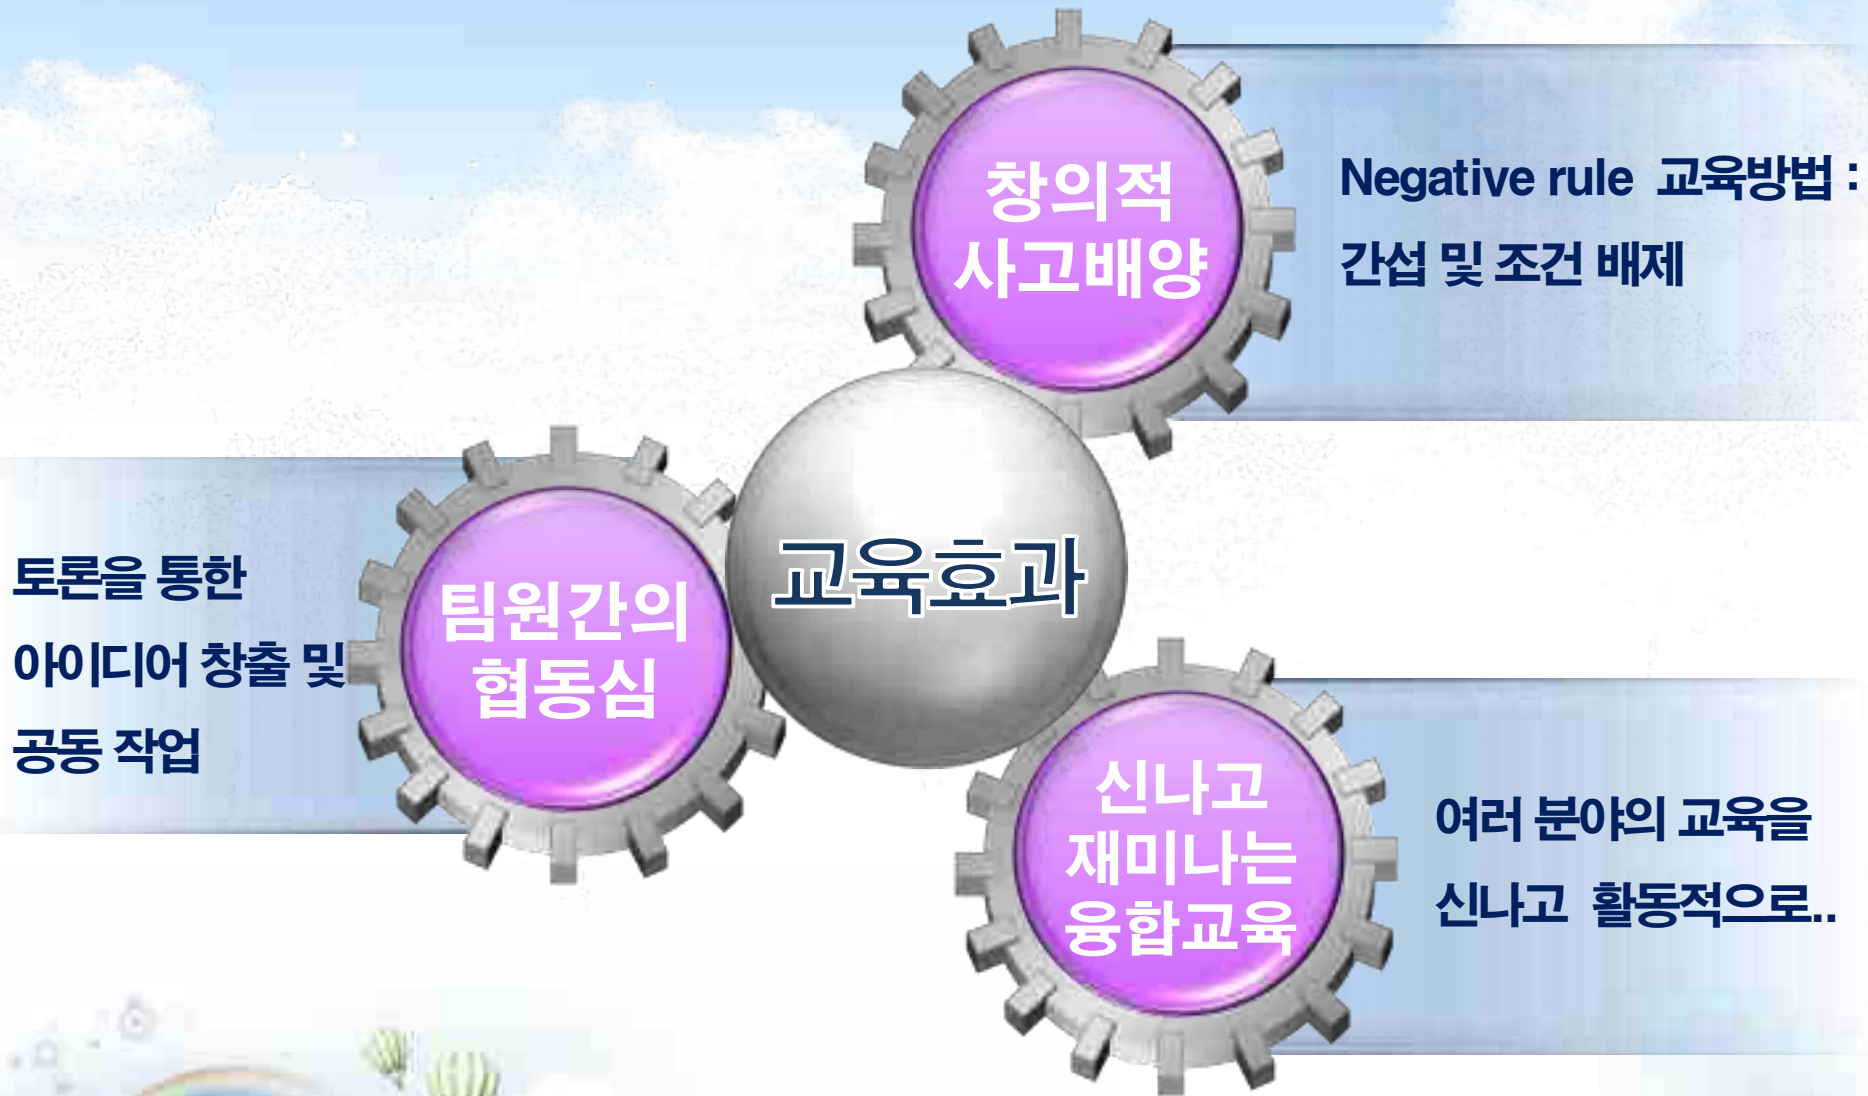 창의적
사고배양
Negative rule 교육방법 :
간섭 및 조건 배제
교육효과
토론을 통한
아이디어 창출 및
공동 작업
팀원간의
협동심
신나고
재미나는
융합교육
여러 분야의 교육을
신나고 활동적으로..